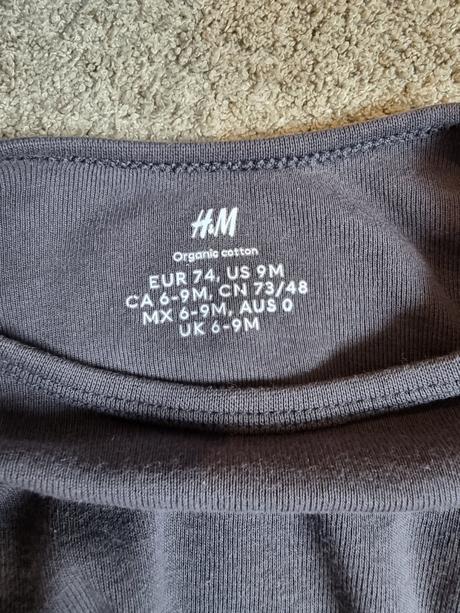 H&M
Organic cotton
EUR 74, US 9M
CA 6-9M, CN 73/48
MX 6-9M, AUS 0
UK 6-9M